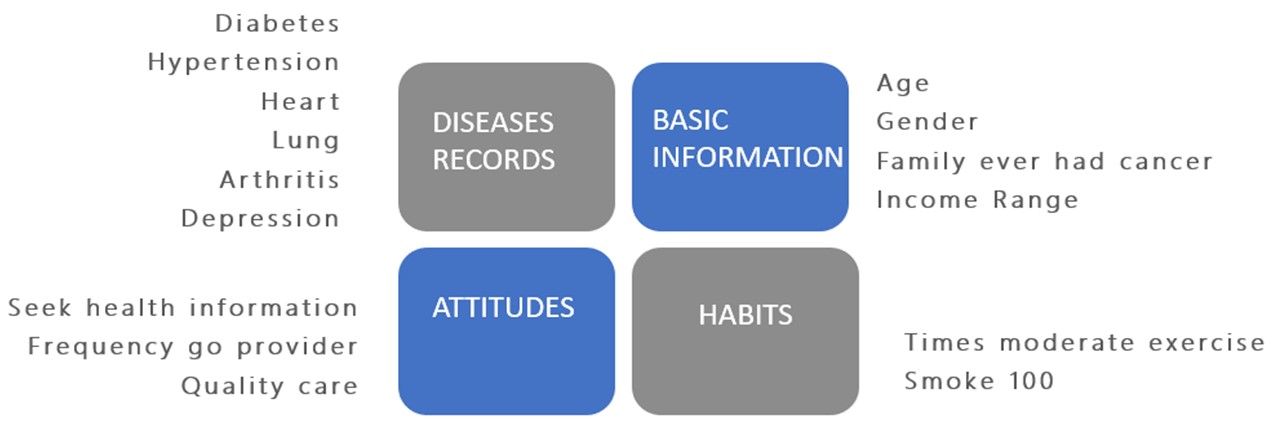 Diabetes
Hypertension
Heart
Lung
Arthritis
Depression
DISEASES
RECORDS
BASIC
INFORMATION
Age
Gender
Family ever had cancer
Income Range
Seek health information
Frequency go provider
Quality care
ATTITUDES
HABITS
Times moderate exercise
Smoke 100